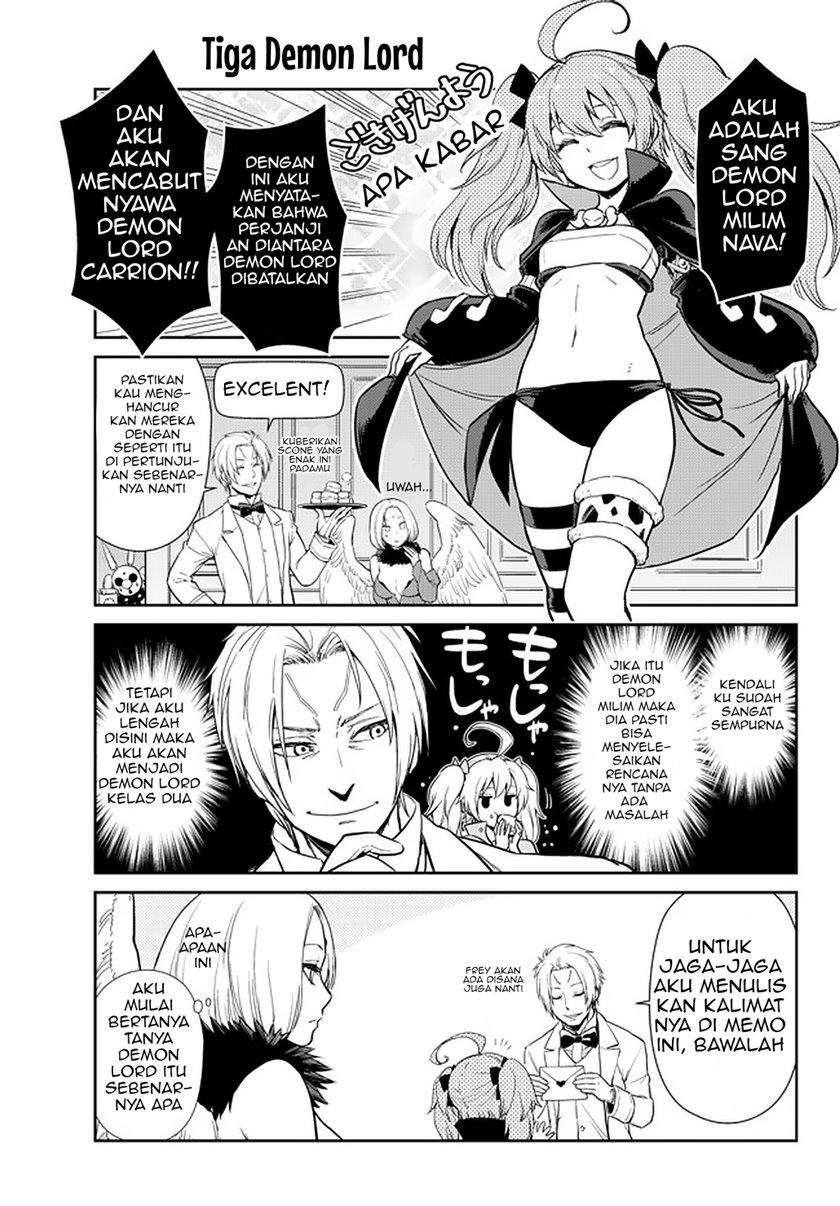 Tiga Demon Lord
AKU
ADALAH
SANG
DEMON
LORD
MILIM
NAVA!
ごきげんよう
APA KABAR
DENGAN
INI AKU
MENYATA-
KAN BAHWA
PERJANJI
AN DIANTARA
DEMON LORD
DIBATALKAN
DAN
AKU
AKAN
MENCABUT
NYAWA
DEMON
LORD
CARRION!!
EXCELENT!
PASTIKAN
KAU MENG-
HANCUR
KAN MEREKA
DENGAN
SEPERTI ITU
DI PERTUNJU-
KAN SEBENAR-
NYA NANTI
KUBERIKAN
SCONE YANG
ENAK INI
PADAMU
UWAH...
KENDALI
KU SUDAH
SANGAT
SEMPURNA
JIKA ITU
DEMON
LORD
MILIM MAKA
DIA PASTI
BISA
MENYELE-
SAIKAN
RENCANA
NYA TANPA
ADA
MASALAH
もっしゃ
もっしゃ
TETAPI
JIKA AKU
LENGAH
DISINI MAKA
AKU AKAN
MENJADI
DEMON LORD
KELAS DUA
UNTUK
JAGA-JAGA
AKU MENULIS
KAN KALIMAT
NYA DI MEMO
INI, BAWALAH
FREY AKAN
ADA DISANA
JUGA NANTI
APA-
APAAN
INI
AKU
MULAI
BERTANYA
TANYA
DEMON
LORD ITU
SEBENAR-
NYA APA